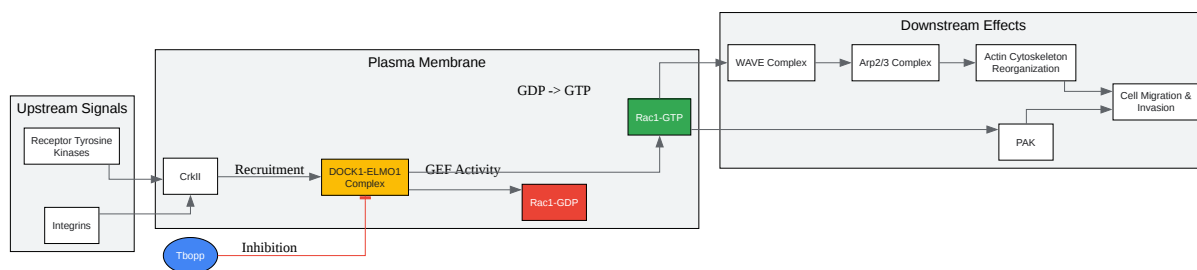 Upstream Signals
Receptor Tyrosine
Kinases
Integrins
Plasma Membrane
CrkII
Recruitment
DOCK1-ELMO1
Complex
GEF Activity
GDP -> GTP
Rac1-GTP
Rac1-GDP
Tbopp
Inhibition
Downstream Effects
WAVE Complex
Arp2/3 Complex
Actin Cytoskeleton
Reorganization
PAK
Cell Migration &
Invasion